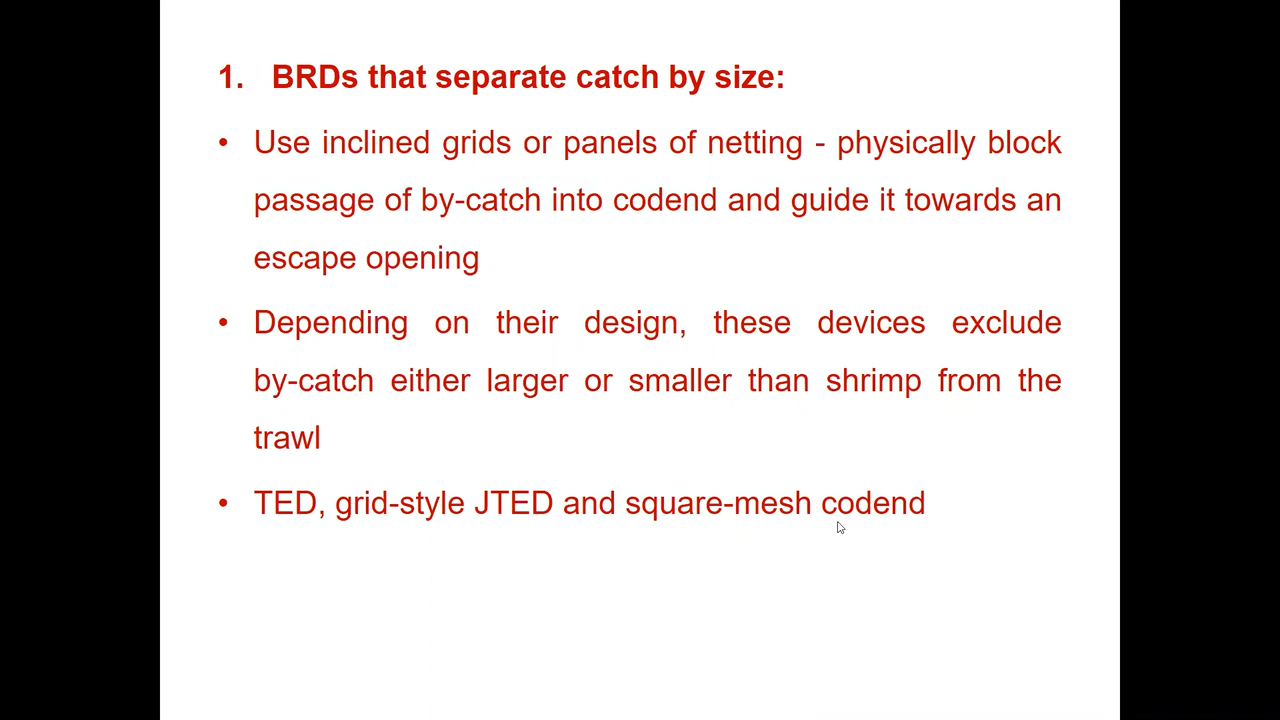 1. BRDs that separate catch by size:
• Use inclined grids or panels of netting - physically block
passage of by-catch into codend and guide it towards an
escape opening
• Depending on their design, these devices exclude
by-catch either larger or smaller than shrimp from the
trawl
• TED, grid-style JTED and square-mesh codend